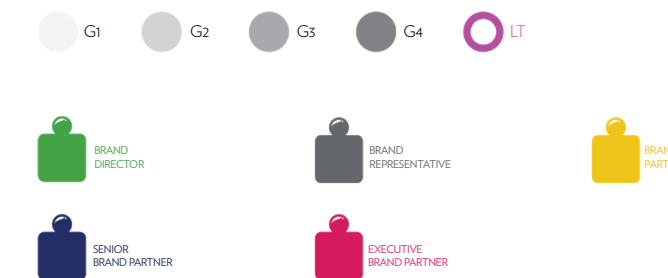 G1 G2 G3 G4 LT
BRAND
DIRECTOR
BRAND
REPRESENTATIVE
SENIOR
BRAND PARTNER
EXECUTIVE
BRAND PARTNER